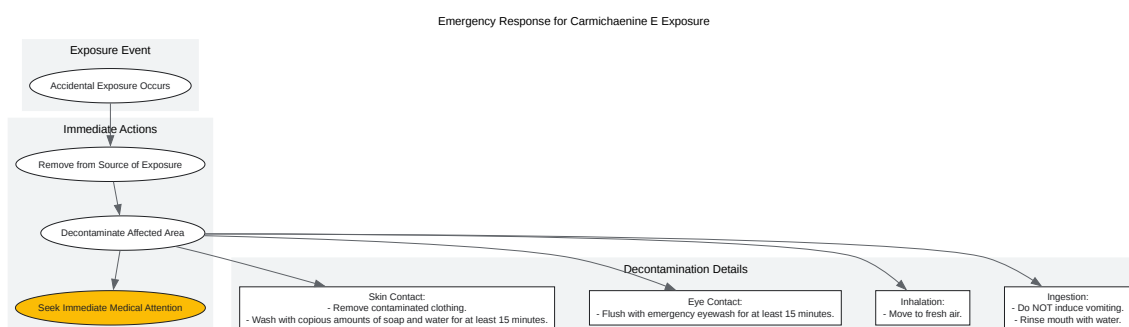 Emergency Response for Carmichaenine E Exposure
Exposure Event
Accidental Exposure Occurs
Immediate Actions
Remove from Source of Exposure
Decontaminate Affected Area
Seek Immediate Medical Attention
Decontamination Details
Skin Contact:
- Remove contaminated clothing.
- Wash with copious amounts of soap and water for at least 15 minutes.
Eye Contact:
- Flush with emergency eyewash for at least 15 minutes.
Inhalation:
- Move to fresh air.
Ingestion:
- Do NOT induce vomiting.
- Rinse mouth with water.